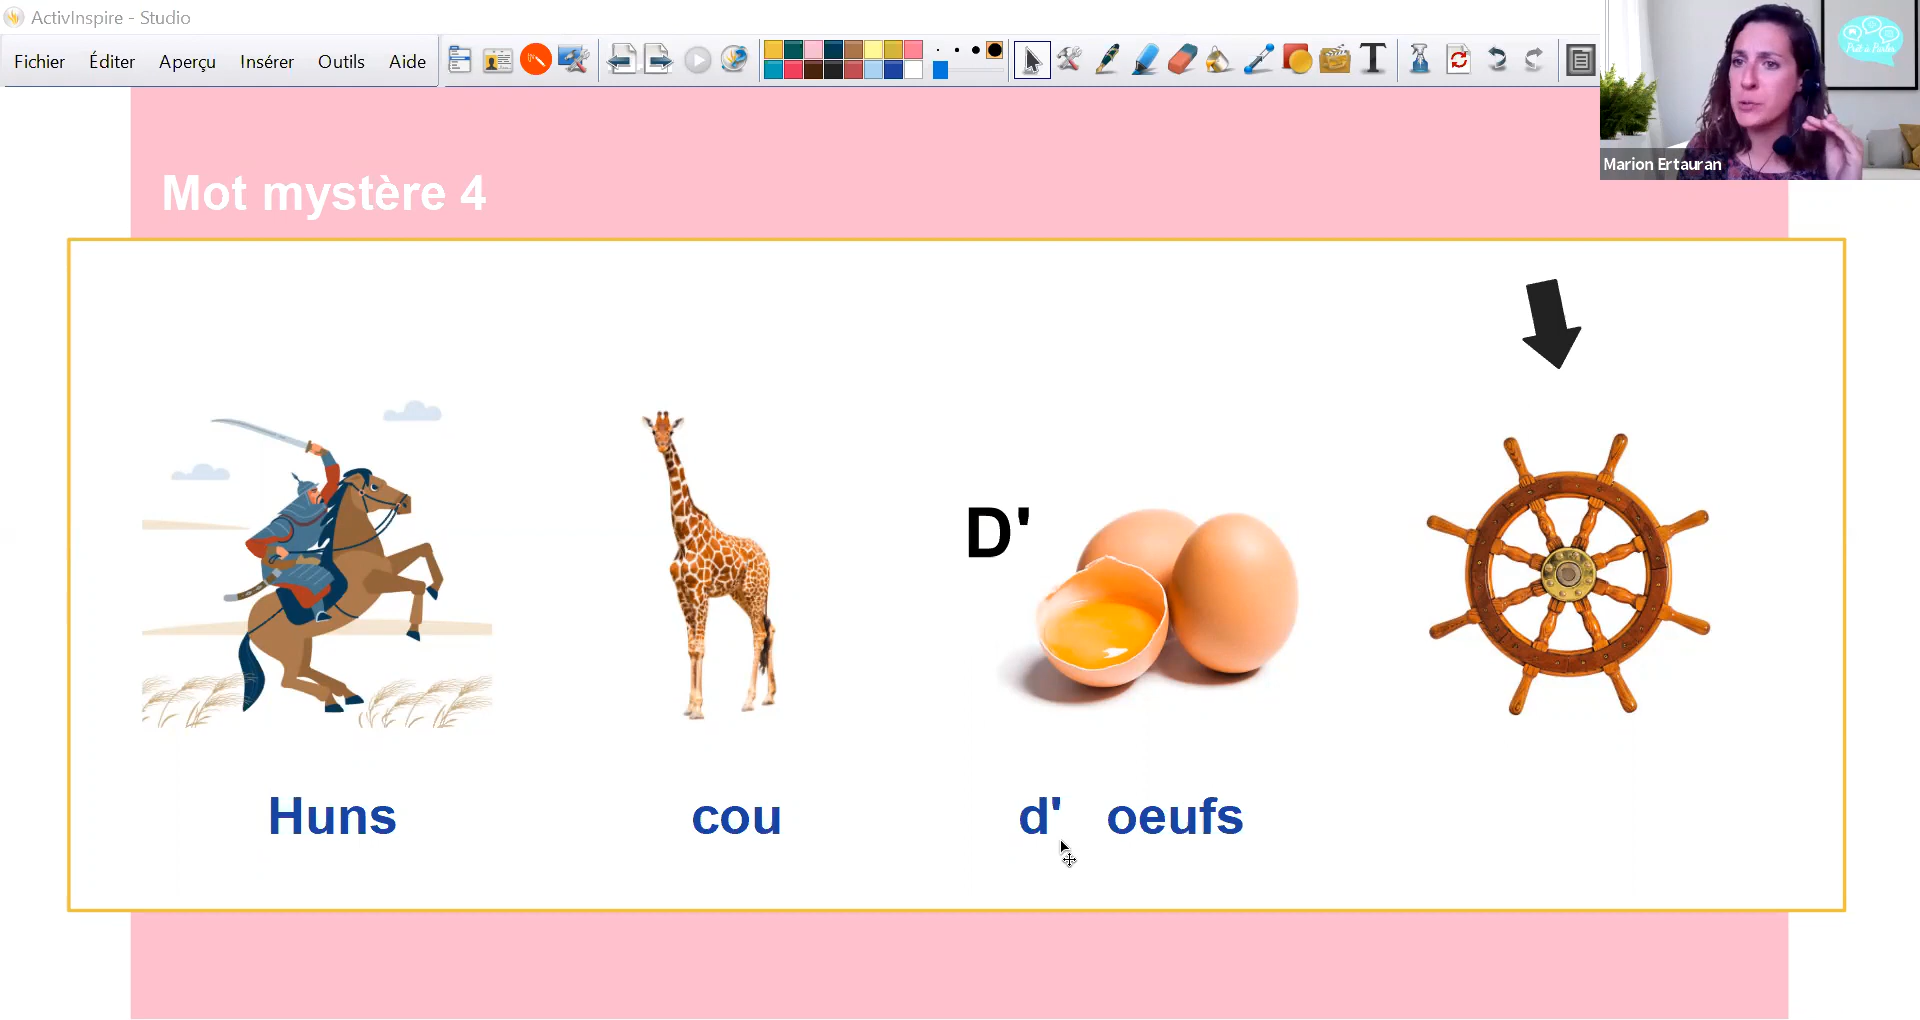 ActivInspire - Studio
Fichier Éditer Aperçu Insérer Outils Aide
Marion Ertauran
Mot mystère 4
D'
Huns cou d' oeufs